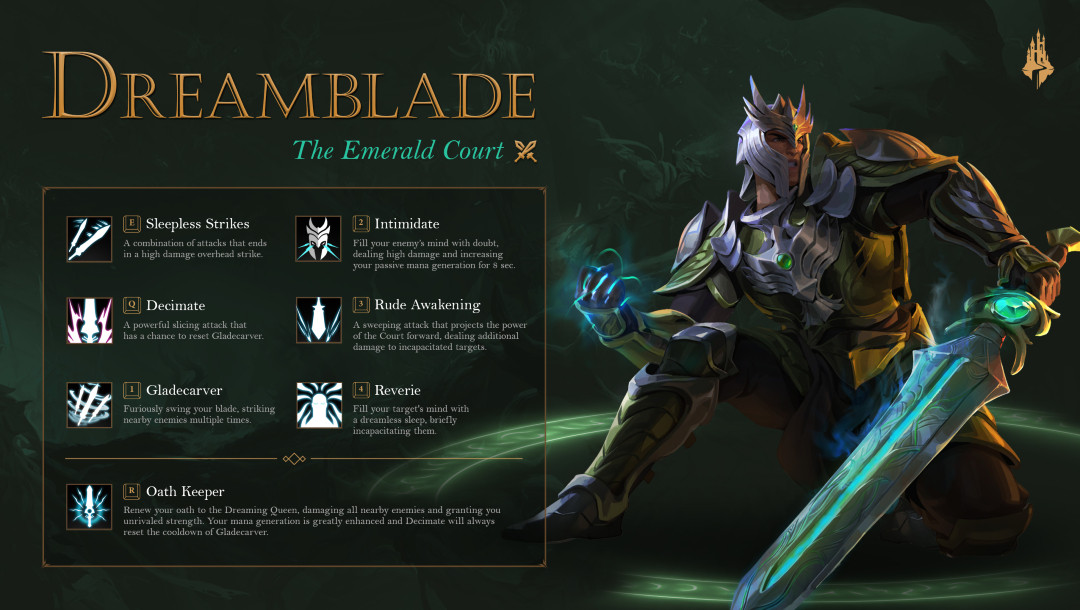 DREAMBLADE
The Emerald Court
E Sleepless Strikes
A combination of attacks that ends
in a high damage overhead strike.
Q Decimate
A powerful slicing attack that
has a chance to reset Gladecarver.
1 Gladecarver
Furiously swing your blade, striking
nearby enemies multiple times.
2 Intimidate
Fill your enemy's mind with doubt,
dealing high damage and increasing
your passive mana generation for 8 sec.
3 Rude Awakening
A sweeping attack that projects the power
of the Court forward, dealing additional
damage to incapacitated targets.
4 Reverie
Fill your target's mind with
a dreamless sleep, briefly
incapacitating them.
R Oath Keeper
Renew your oath to the Dreaming Queen, damaging all nearby enemies and granting you
unrivaled strength. Your mana generation is greatly enhanced and Decimate will always
reset the cooldown of Gladecarver.